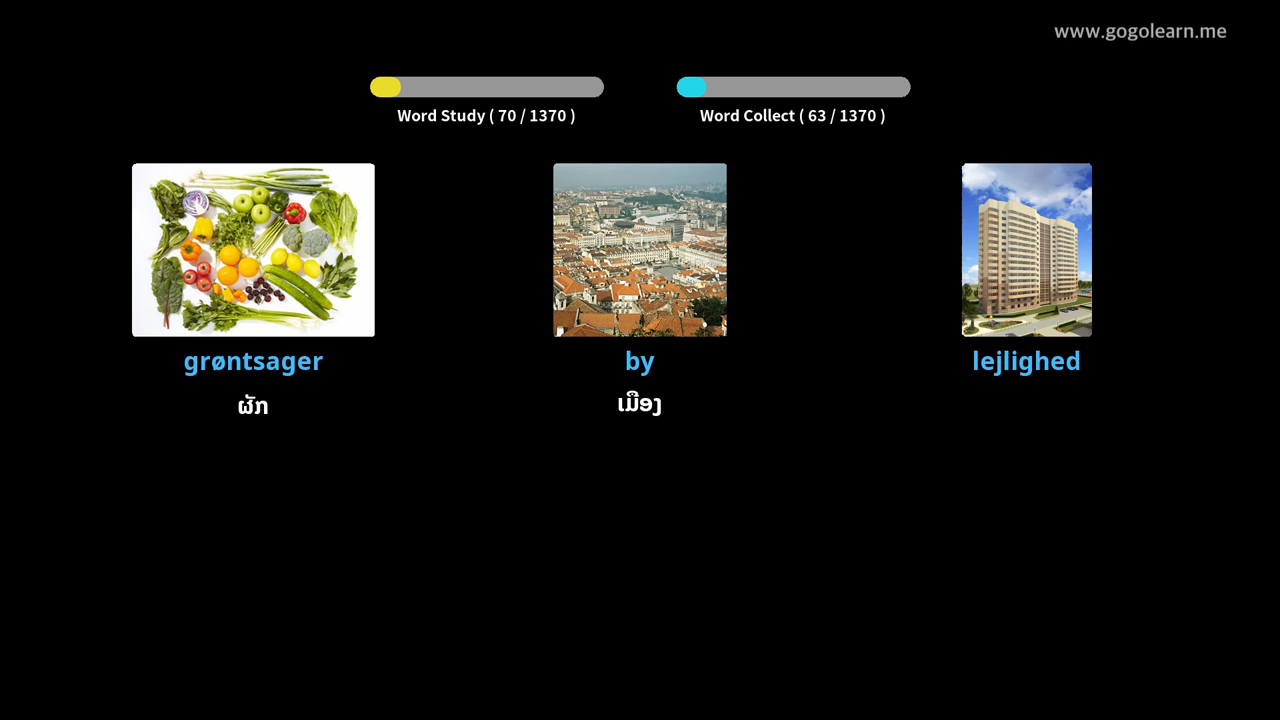 www.gogolearn.me
Word Study ( 70 / 1370 )
Word Collect ( 63 / 1370 )
grøntsager
by
lejlighed
ຜັກ
ເມືອງ